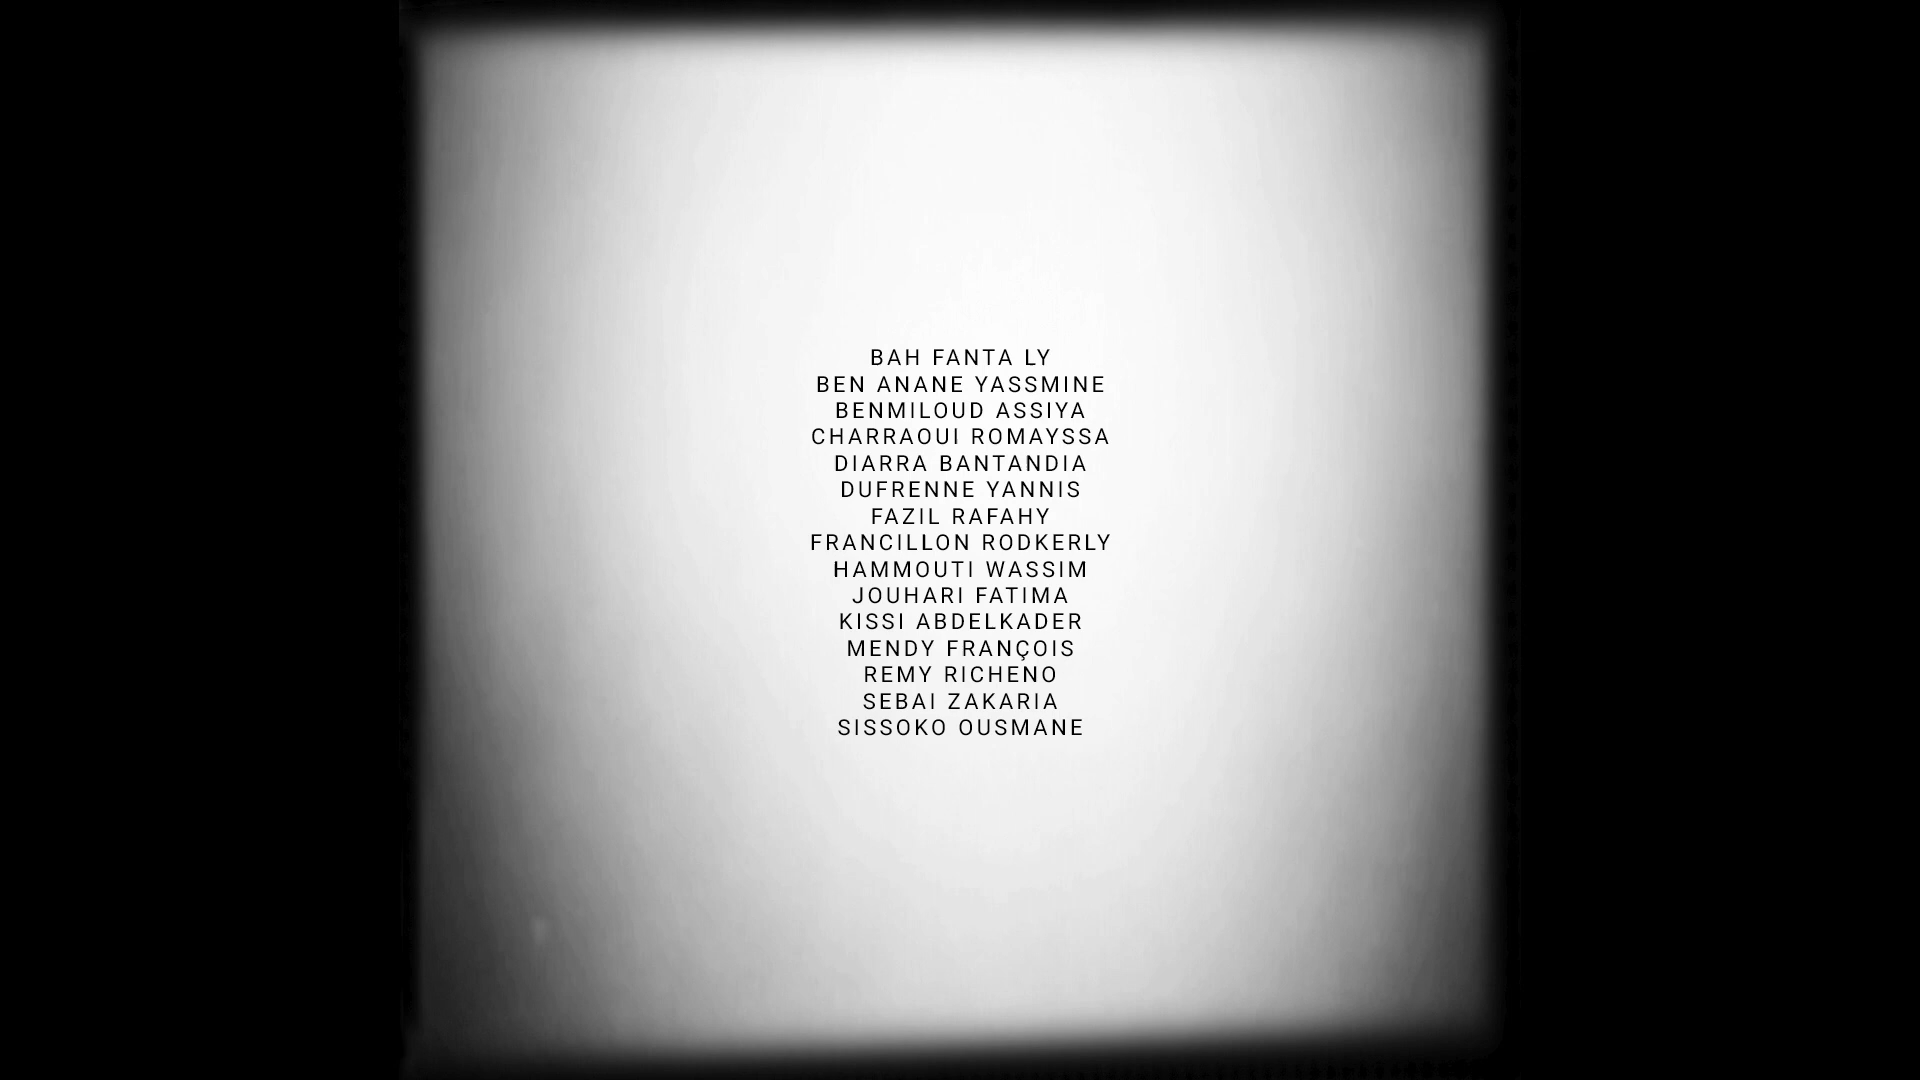 BAH FANTA LY
BEN ANANE YASSMINE
BENMILOUD ASSIYA
CHARRAOUI ROMAYSSA
DIARRA BANTANDIA
DUFRENNE YANNIS
FAZIL RAFAHY
FRANCILLON RODKERLY
HAMMOUTI WASSIM
JOUHARI FATIMA
KISSI ABDELKADER
MENDY FRANÇOIS
REMY RICHENO
SEBAI ZAKARIA
SISSOKO OUSMANE